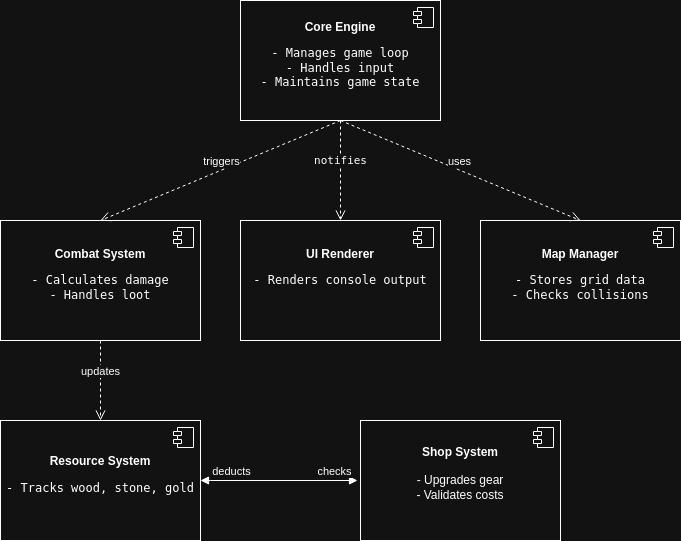 Core Engine
- Manages game loop
- Handles input
- Maintains game state
triggers
notifies
uses
Combat System
- Calculates damage
- Handles loot
UI Renderer
- Renders console output
Map Manager
- Stores grid data
- Checks collisions
updates
Resource System
- Tracks wood, stone, gold
deducts
checks
Shop System
- Upgrades gear
- Validates costs